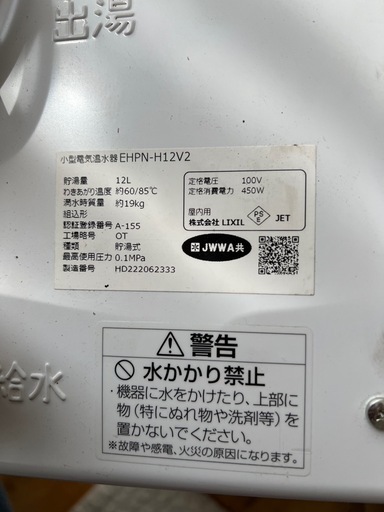 出湯
小型電気温水器 EHPN-H12V2
貯湯量 12L
わきあがり温度 約60/85℃
満水時質量 約19kg
組込形
認証登録番号 A-155
工場略号 OT
種類 貯湯式
最高使用圧力 0.1MPa
製造番号 HD222062333
定格電圧 100V
定格消費電力 450W
屋内用
株式会社 LIXIL
PS
E
JET
JWWA共
給水
警告
水かかり禁止
・機器に水をかけたり、上部に
物(特にぬれ物や洗剤等)を
置かないでください。
※故障や感電、火災の原因になります。